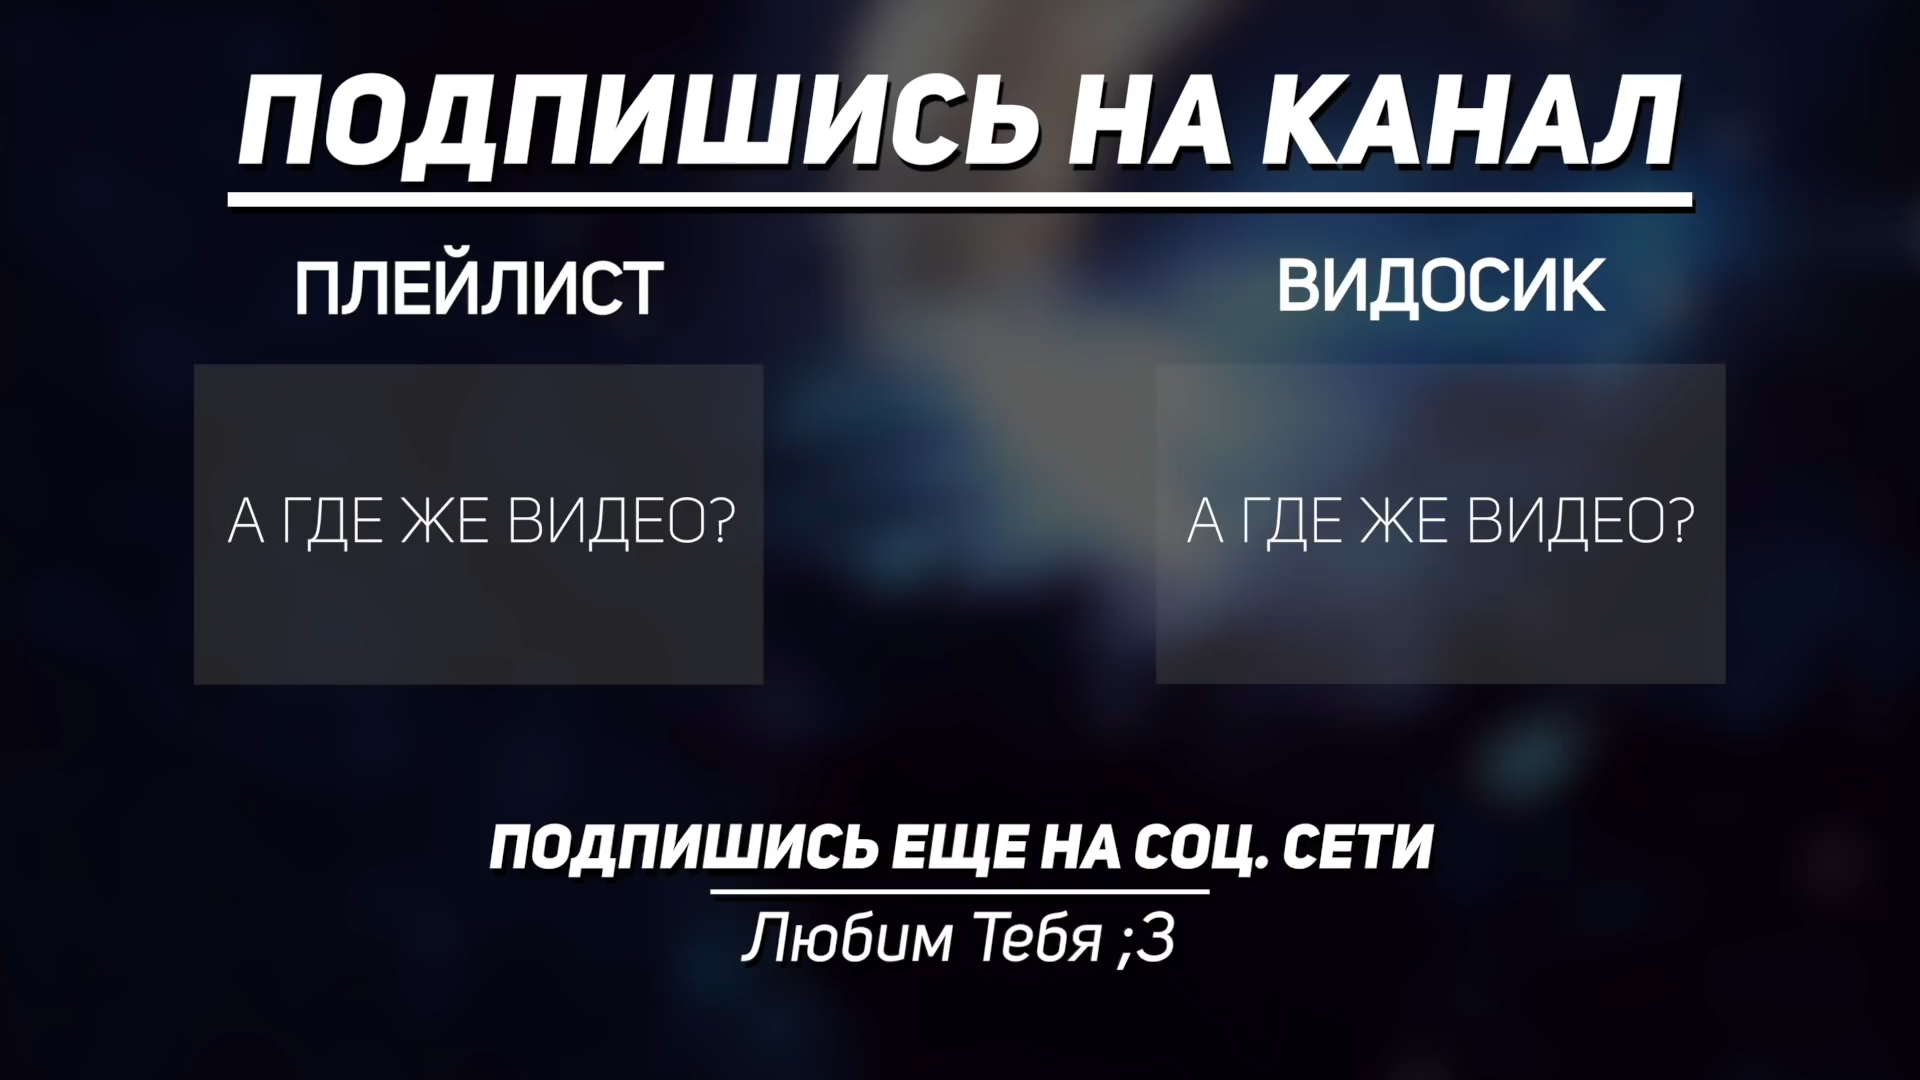 ПОДПИШИСЬ НА КАНАЛ
ПЛЕЙЛИСТ
ВИДОСИК
А ГДЕ ЖЕ ВИДЕО?
А ГДЕ ЖЕ ВИДЕО?
ПОДПИШИСЬ ЕЩЕ НА СОЦ. СЕТИ
Любим Тебя ;3